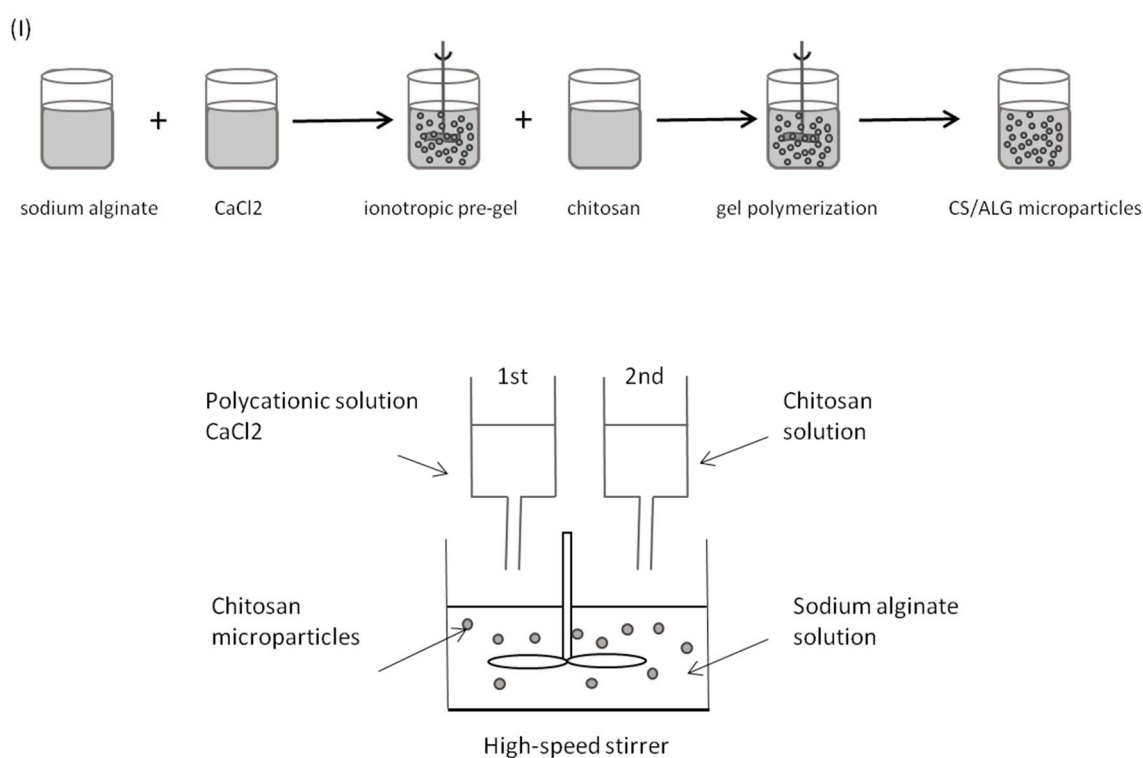 (I)
+
+
sodium alginate
CaCl2
ionotropic pre-gel
chitosan
gel polymerization
CS/ALG microparticles
1st
2nd
Polycationic solution
CaCl2
Chitosan
solution
Chitosan
microparticles
Sodium alginate
solution
High-speed stirrer